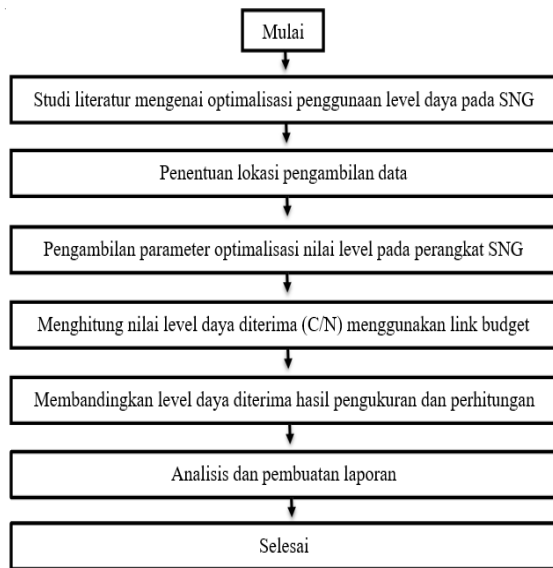 Mulai
Studi literatur mengenai optimalisasi penggunaan level daya pada SNG
Penentuan lokasi pengambilan data
Pengambilan parameter optimalisasi nilai level pada perangkat SNG
Menghitung nilai level daya diterima (C/N) menggunakan link budget
Membandingkan level daya diterima hasil pengukuran dan perhitungan
Analisis dan pembuatan laporan
Selesai